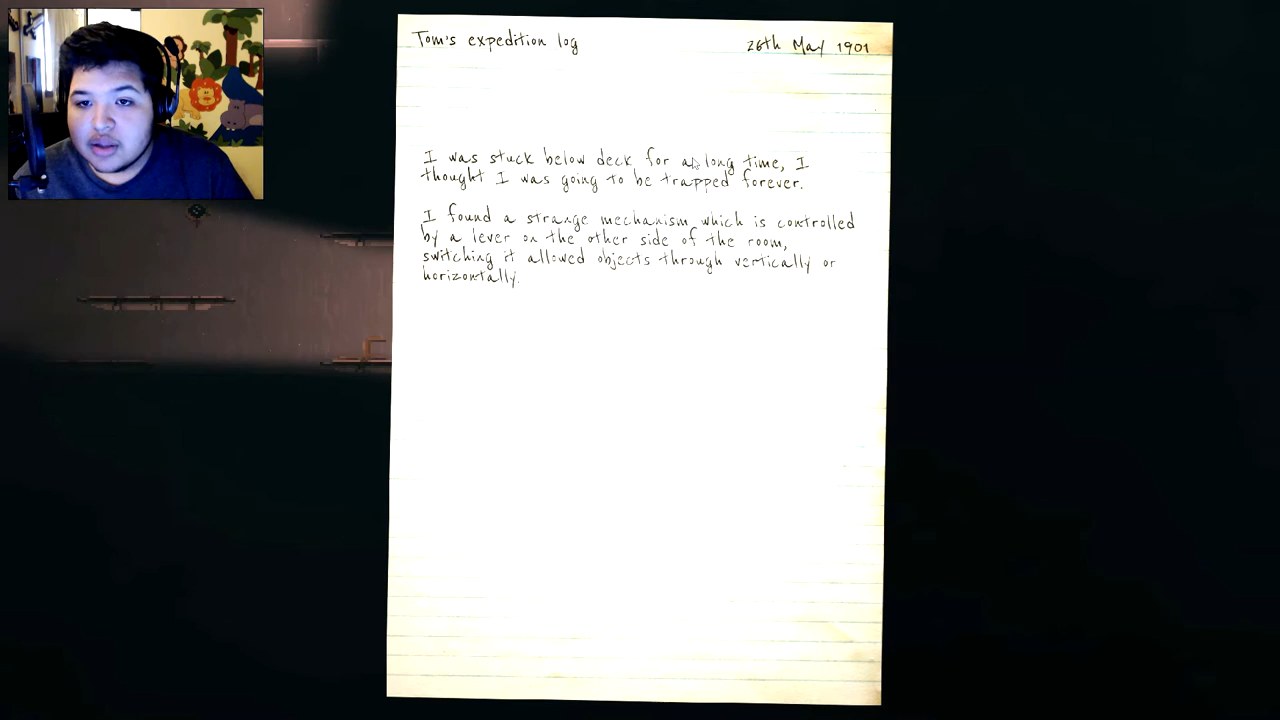 Tom's expedition log
26th May 1901
I was stuck below deck for a long time, I
thought I was going to be trapped forever.
I found a strange mechanism which is controlled
by a lever on the other side of the room,
switching it allowed objects through vertically or
horizontally.